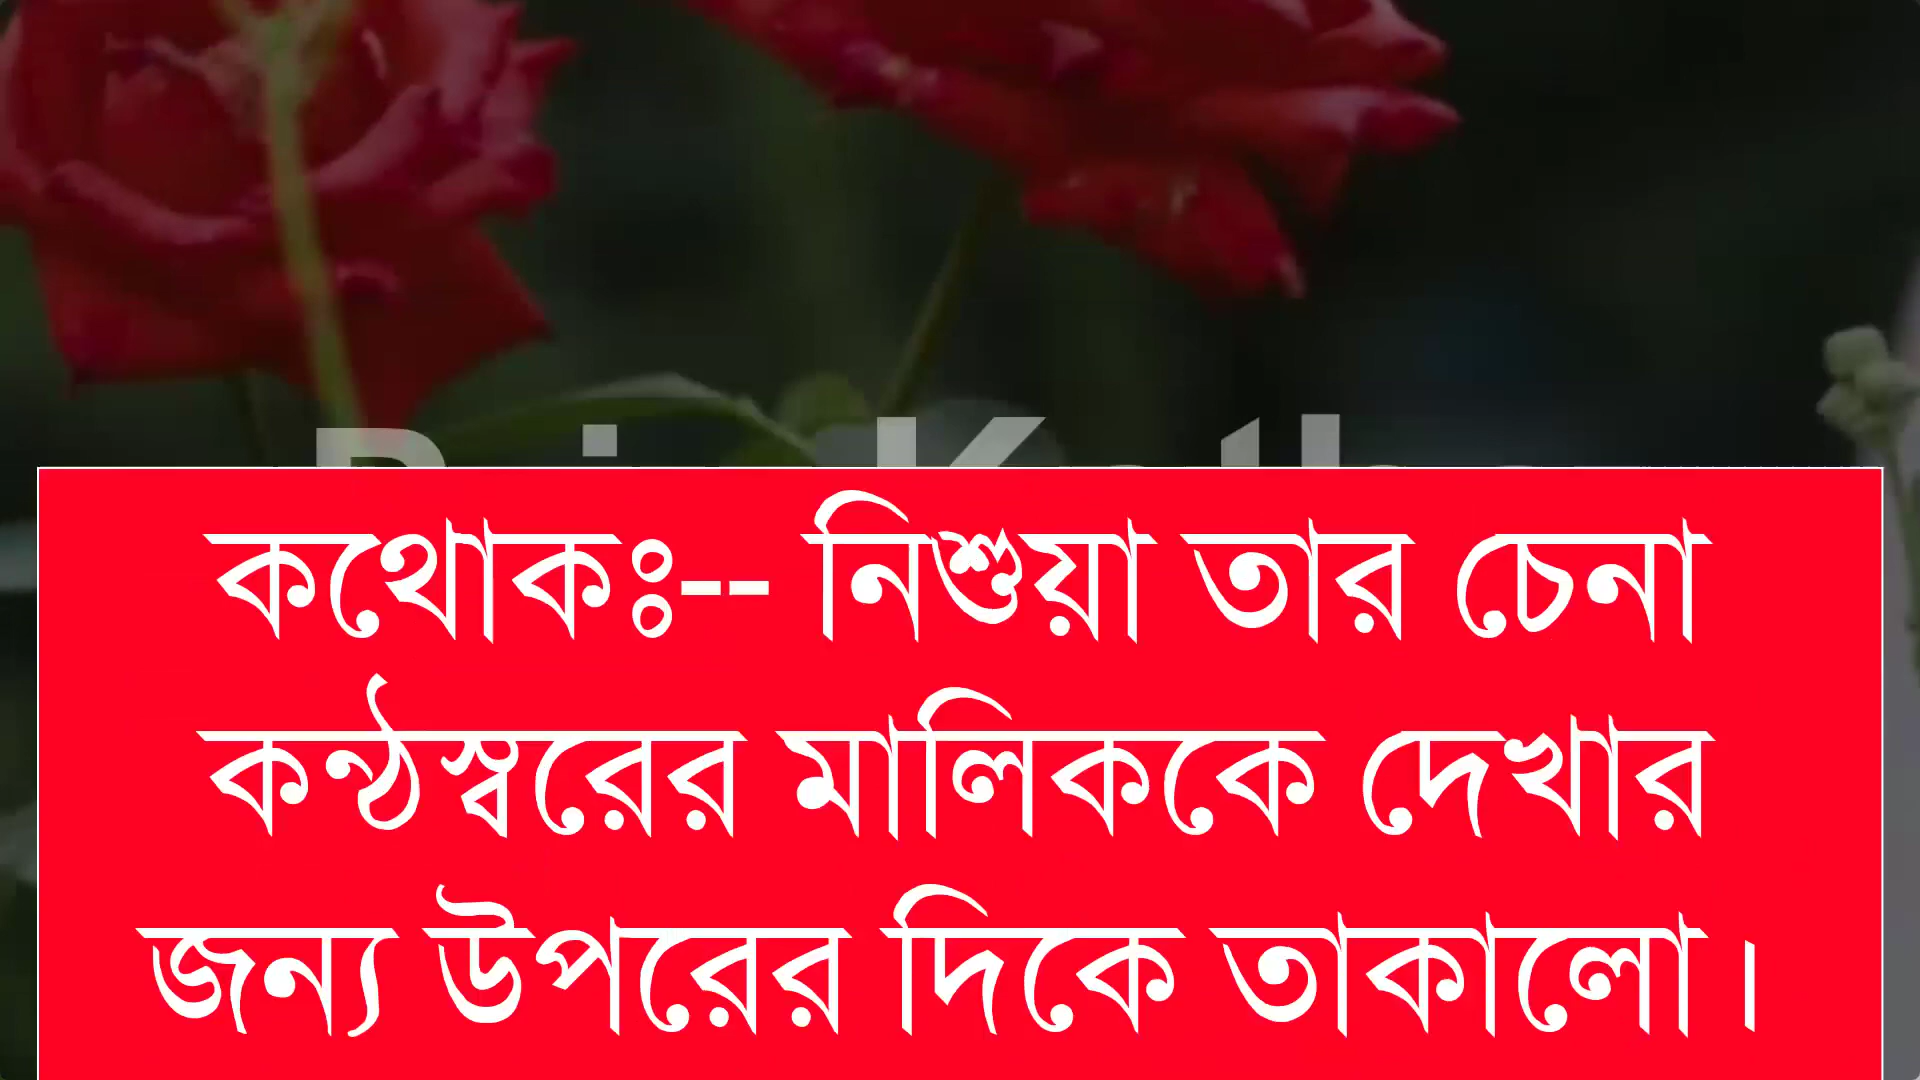 কথোকঃ-- নিশুয়া তার চেনা
কন্ঠস্বরের মালিককে দেখার
জন্য উপরের দিকে তাকালো।